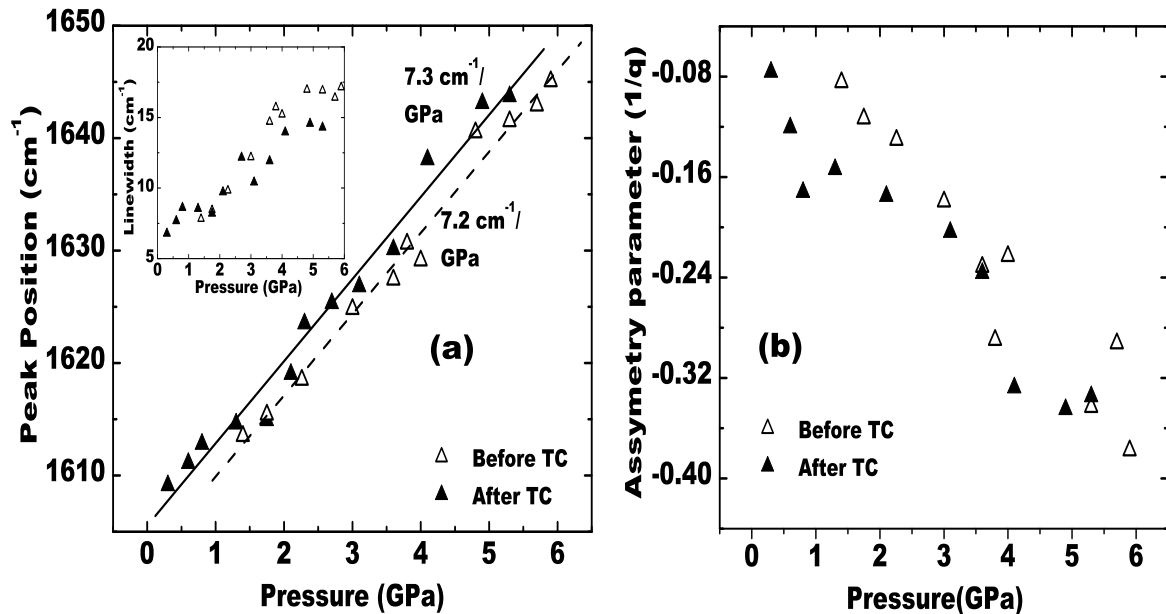 1650
1640
1630
1620
1610
Peak Position (cm⁻¹)
0 1 2 3 4 5 6
Pressure (GPa)
7.3 cm⁻¹/
GPa
7.2 cm⁻¹/
GPa
(a)
Before TC
After TC
20
15
10
5
Linewidth (cm⁻¹)
0 1 2 3 4 5 6
Pressure (GPa)
-0.08
-0.16
-0.24
-0.32
-0.40
Assymetry parameter (1/q)
(b)
Before TC
After TC
0 1 2 3 4 5 6
Pressure(GPa)